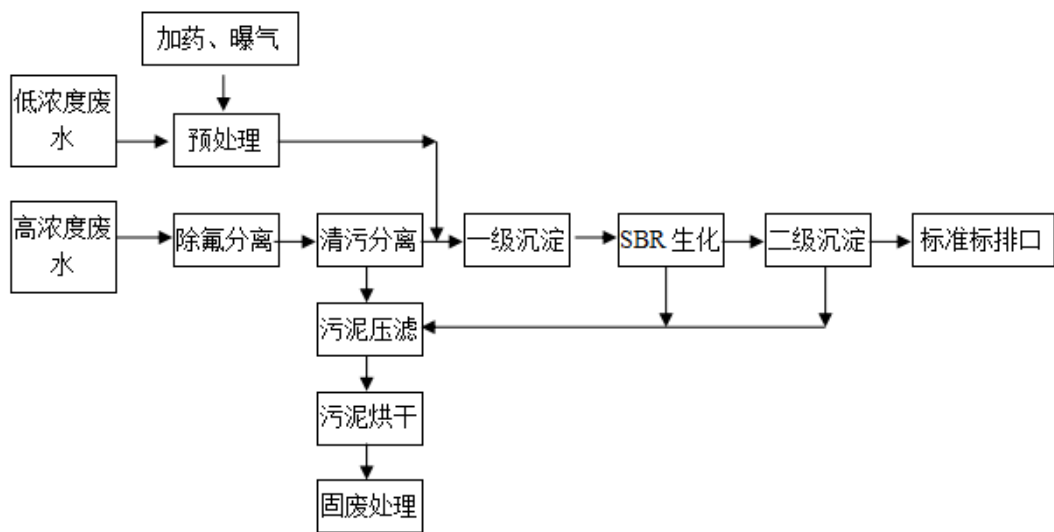 加药、曝气
低浓度废
水
预处理
高浓度废
水
除氟分离
清污分离
一级沉淀
SBR 生化
二级沉淀
标准标排口
污泥压滤
污泥烘干
固废处理